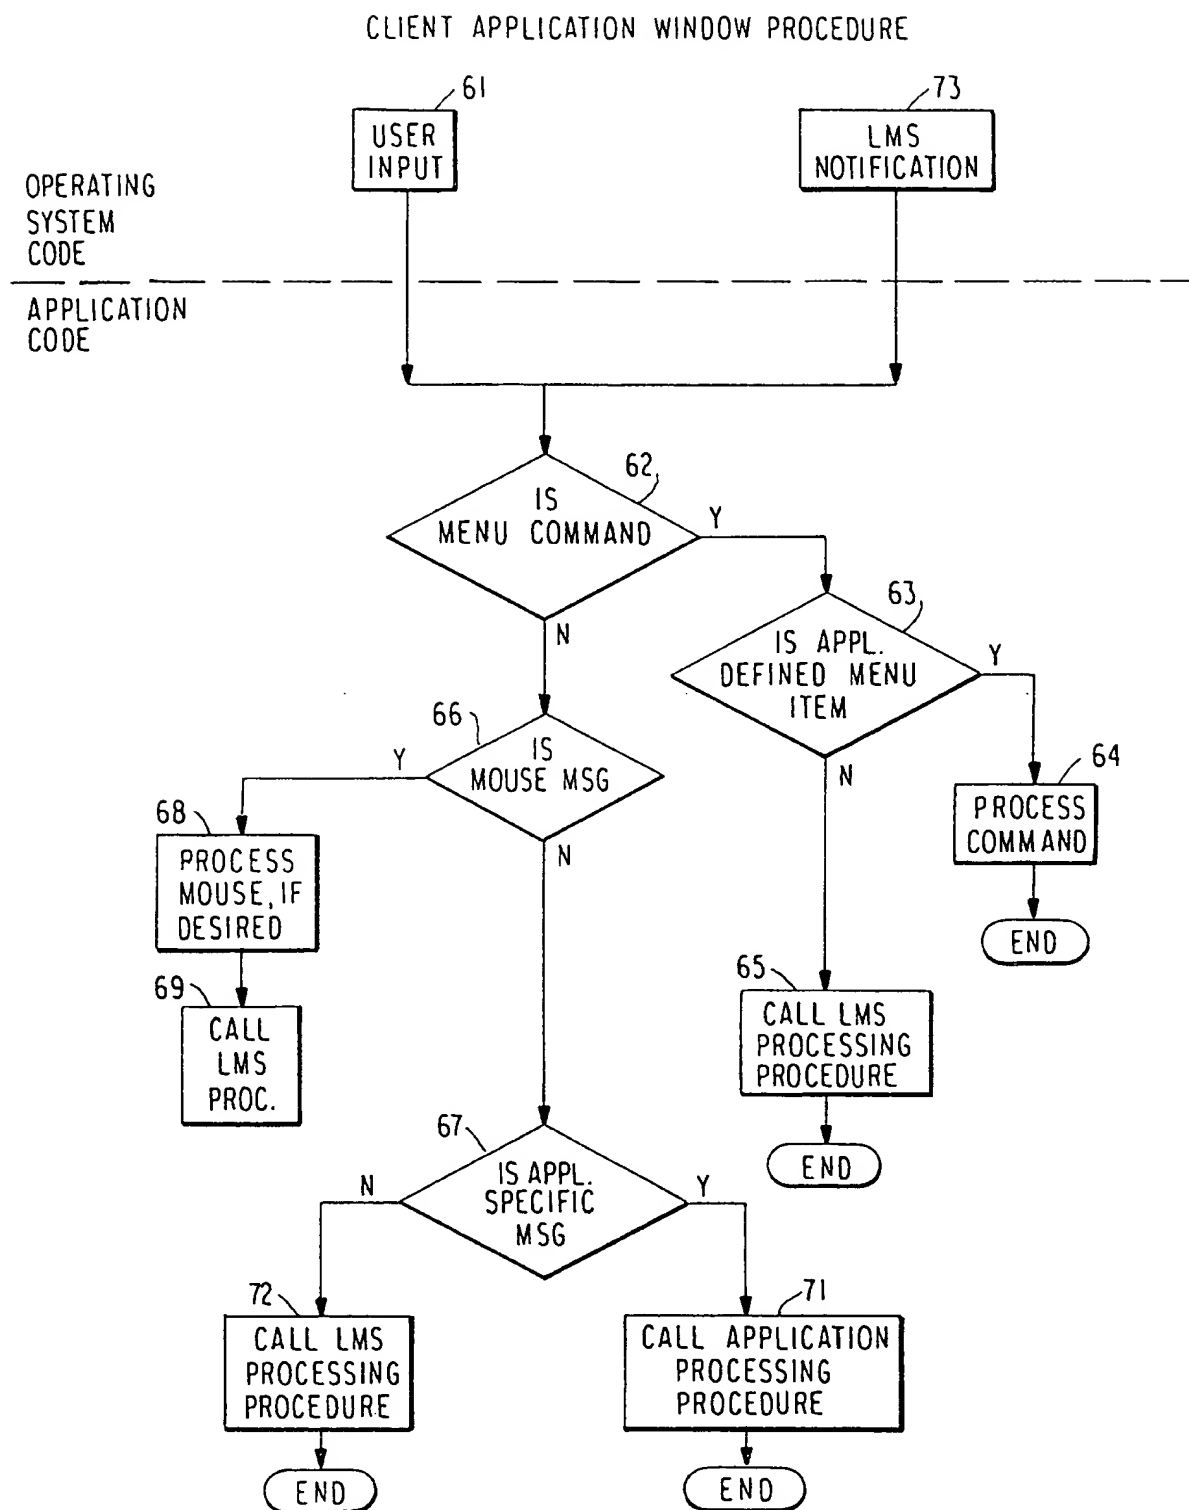 CLIENT APPLICATION WINDOW PROCEDURE
61
73
USER
INPUT
LMS
NOTIFICATION
OPERATING
SYSTEM
CODE
APPLICATION
CODE
62
IS
MENU COMMAND
Y
N
63
IS APPL.
DEFINED MENU
ITEM
Y
N
66
IS
MOUSE MSG
Y
N
64
PROCESS
COMMAND
END
68
PROCESS
MOUSE, IF
DESIRED
69
CALL
LMS
PROC.
65
CALL LMS
PROCESSING
PROCEDURE
END
67
IS APPL.
SPECIFIC
MSG
N
Y
72
CALL LMS
PROCESSING
PROCEDURE
END
71
CALL APPLICATION
PROCESSING
PROCEDURE
END